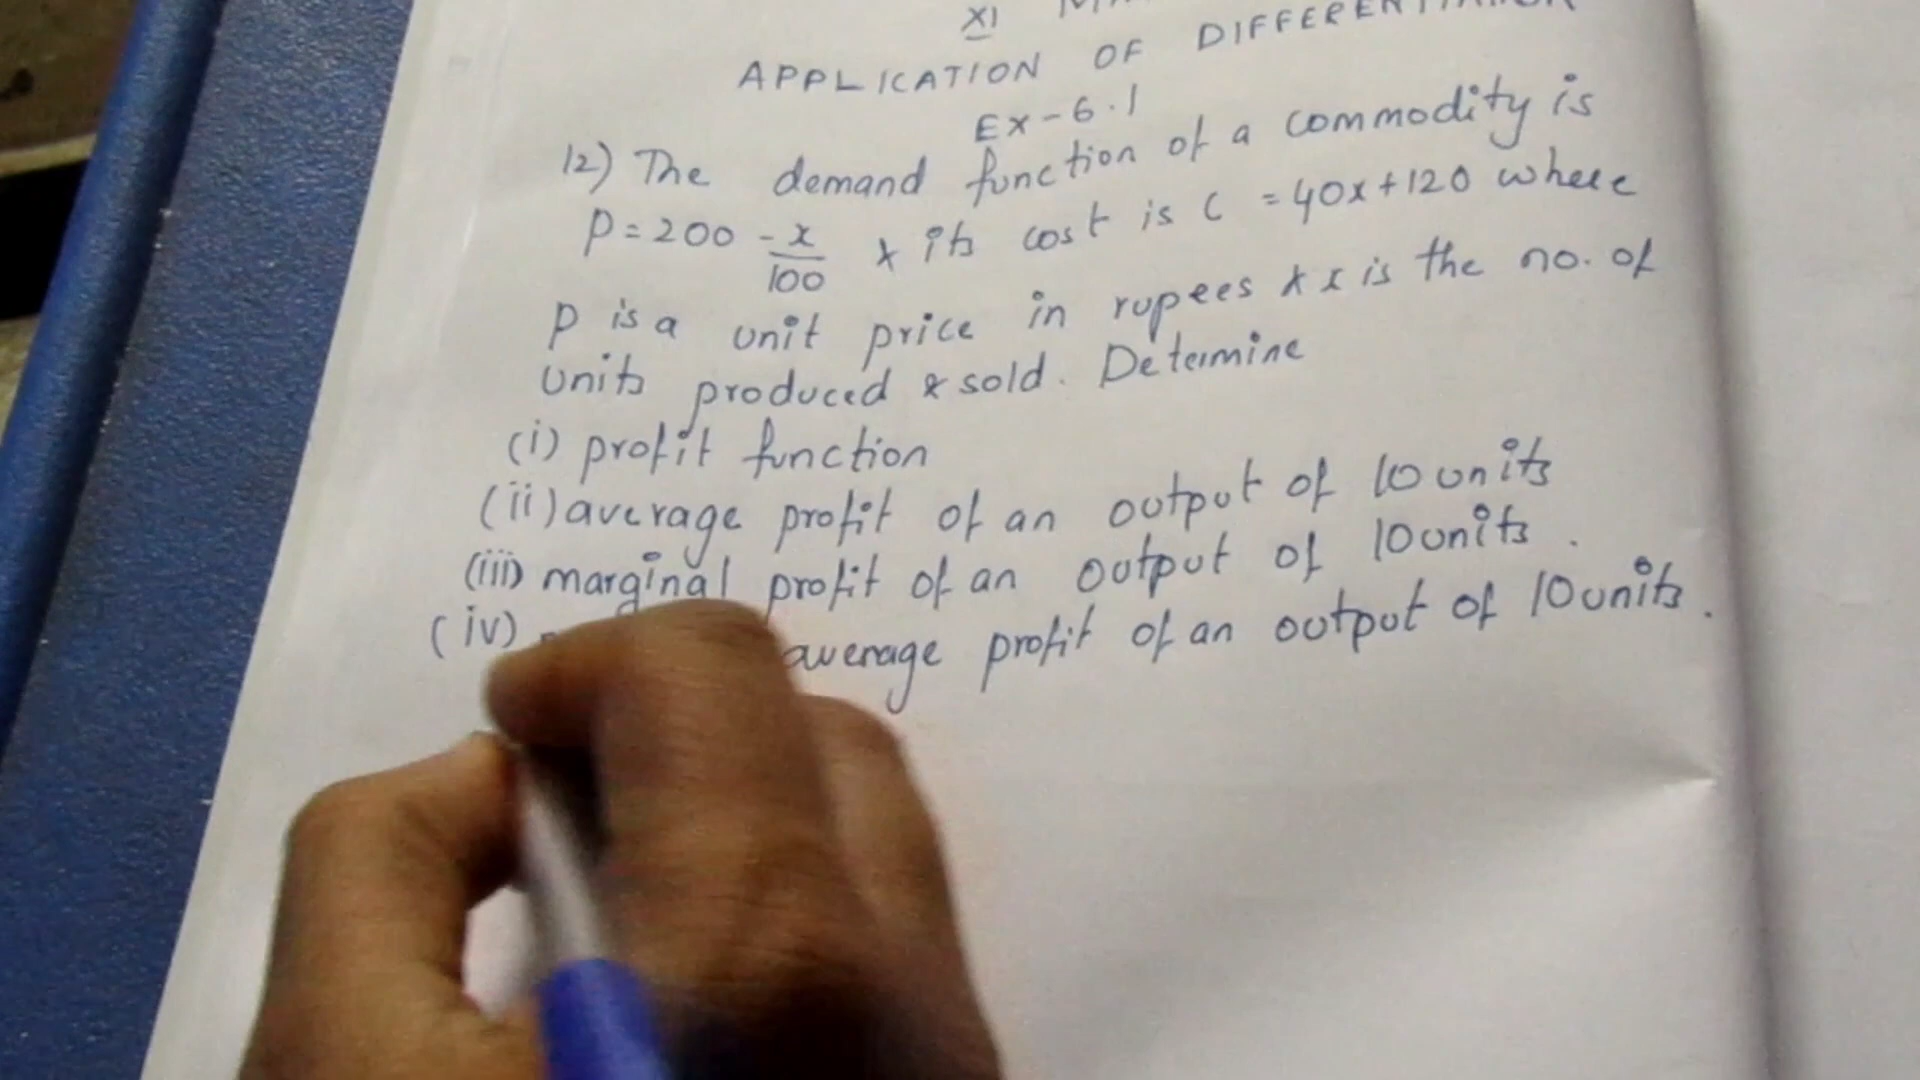 XI
APPLICATION OF DIFFERENTIATION
Ex-6.1
12) The demand function of a commodity is
P=200 - x/100 & its cost is C = 40x+120 where
P is a unit price in rupees & x is the no. of
units produced & sold. Determine
(i) profit function
(ii) average profit of an output of 10 units
(iii) marginal profit of an output of 10 units.
(iv) average profit of an output of 10 units.